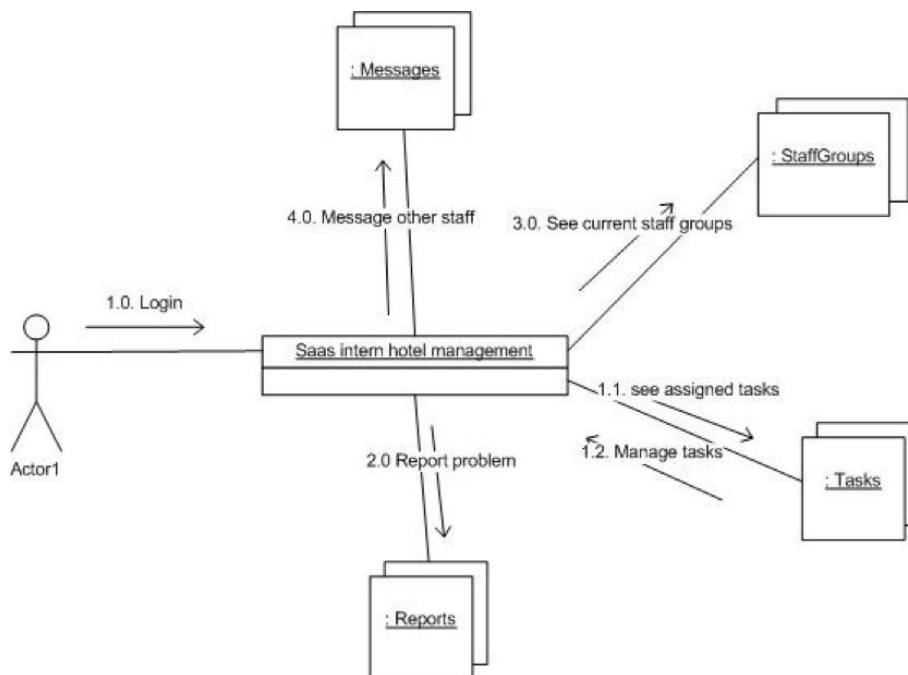 : Messages
: StaffGroups
4.0. Message other staff
3.0. See current staff groups
1.0. Login
Saas intern hotel management
1.1. see assigned tasks
1.2. Manage tasks
2.0 Report problem
Actor1
: Tasks
: Reports